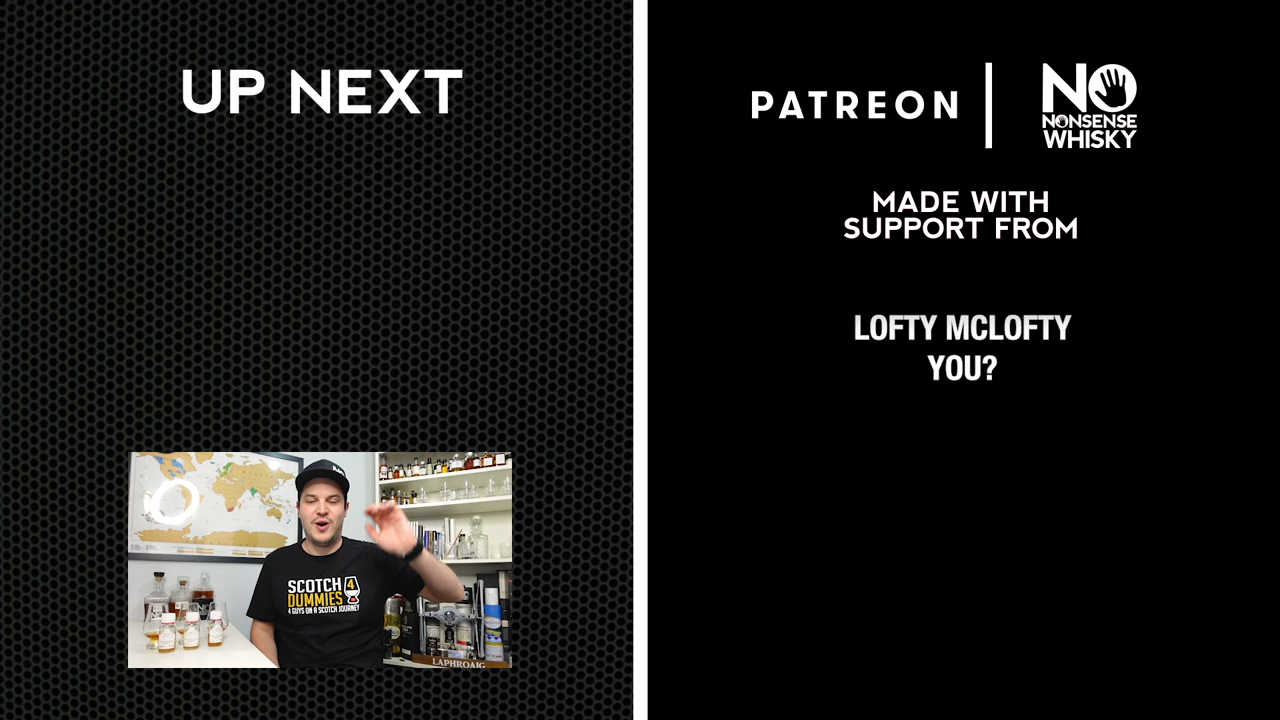 UP NEXT
PATREON
NO
NONSENSE
WHISKY
MADE WITH
SUPPORT FROM
LOFTY MCLOFTY
YOU?
SCOTCH 4
DUMMIES
4 GUYS ON A SCOTCH JOURNEY
LAPHROAIG